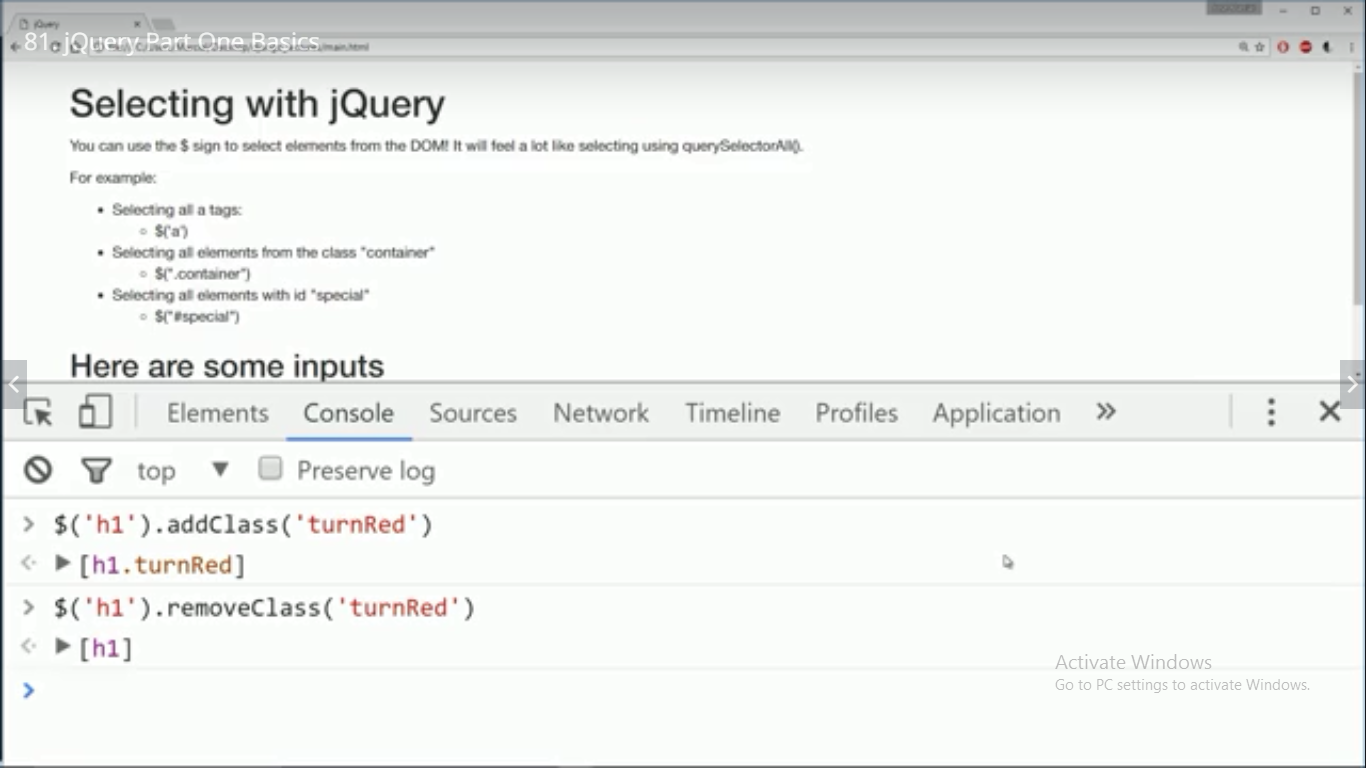 jQuery
81. jQuery Part One Basics
/main.html
Selecting with jQuery
You can use the $ sign to select elements from the DOM! It will feel a lot like selecting using querySelectorAll().
For example:
• Selecting all a tags:
◦ $('a')
• Selecting all elements from the class "container"
◦ $(".container")
• Selecting all elements with id "special"
◦ $("#special")
Here are some inputs
Elements Console Sources Network Timeline Profiles Application »
top ▼ Preserve log
> $('h1').addClass('turnRed')
<· ▶ [h1.turnRed]
> $('h1').removeClass('turnRed')
<· ▶ [h1]
>
Activate Windows
Go to PC settings to activate Windows.